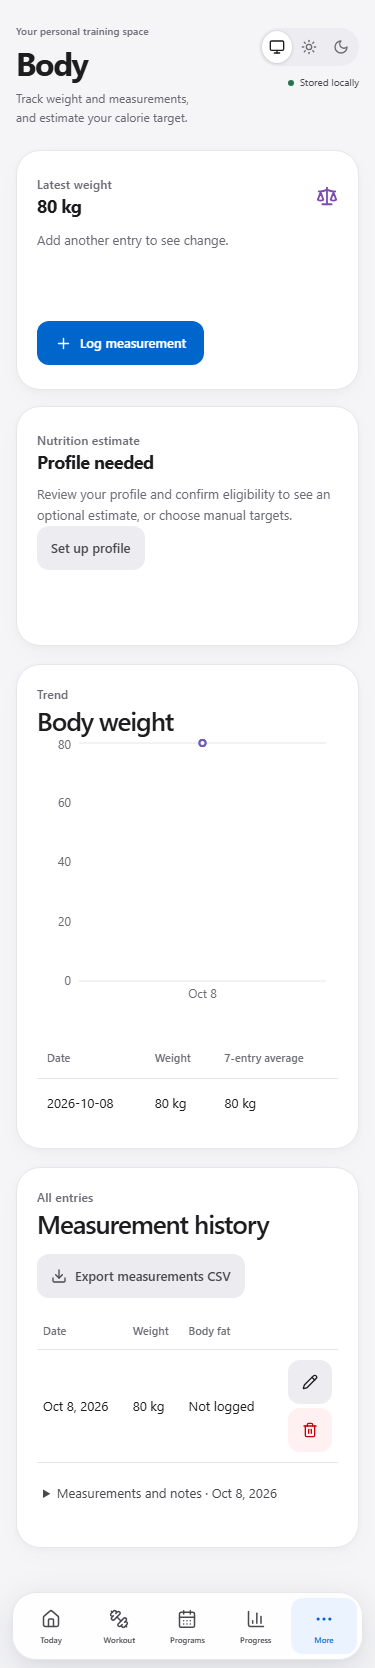 Your personal training space
Body
Track weight and measurements,
and estimate your calorie target.
Stored locally
Latest weight
80 kg
Add another entry to see change.
Log measurement
Nutrition estimate
Profile needed
Review your profile and confirm eligibility to see an
optional estimate, or choose manual targets.
Set up profile
Trend
Body weight
80
60
40
20
0
Oct 8
Date Weight 7-entry average
2026-10-08 80 kg 80 kg
All entries
Measurement history
Export measurements CSV
Date Weight Body fat
Oct 8, 2026 80 kg Not logged
Measurements and notes · Oct 8, 2026
Today Workout Programs Progress More